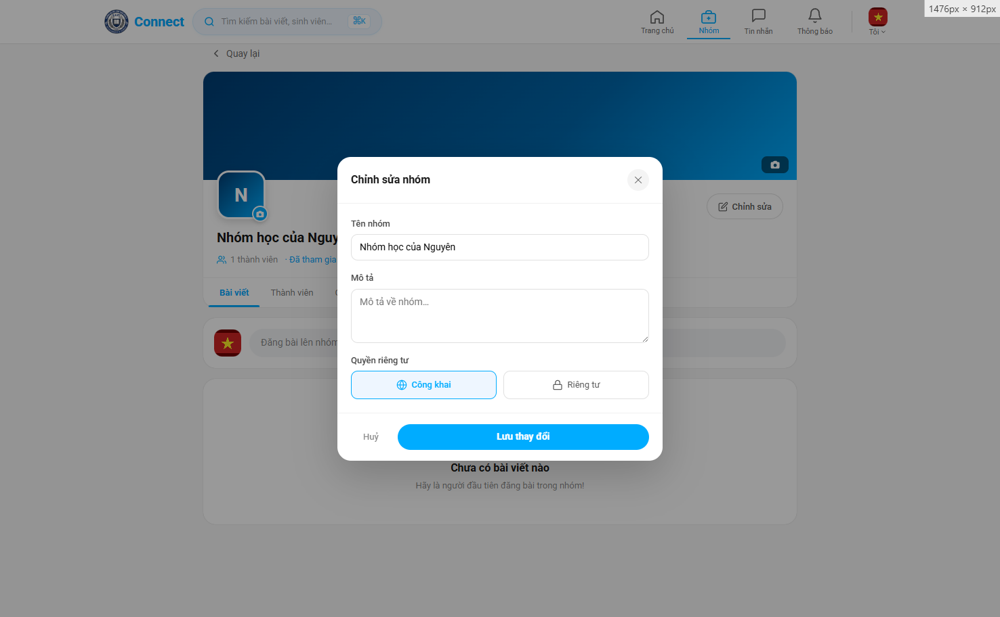 1476px × 912px
Connect
Tìm kiếm bài viết, sinh viên...
⌘K
Trang chủ
Nhóm
Tin nhắn
Thông báo
Tôi
Quay lại
N
Chỉnh sửa
Nhóm học của Nguy
1 thành viên · Đã tham gia
Bài viết
Thành viên
Đăng bài lên nhóm
Chỉnh sửa nhóm
Tên nhóm
Nhóm học của Nguyên
Mô tả
Mô tả về nhóm...
Quyền riêng tư
Công khai
Riêng tư
Huỷ
Lưu thay đổi
Chưa có bài viết nào
Hãy là người đầu tiên đăng bài trong nhóm!